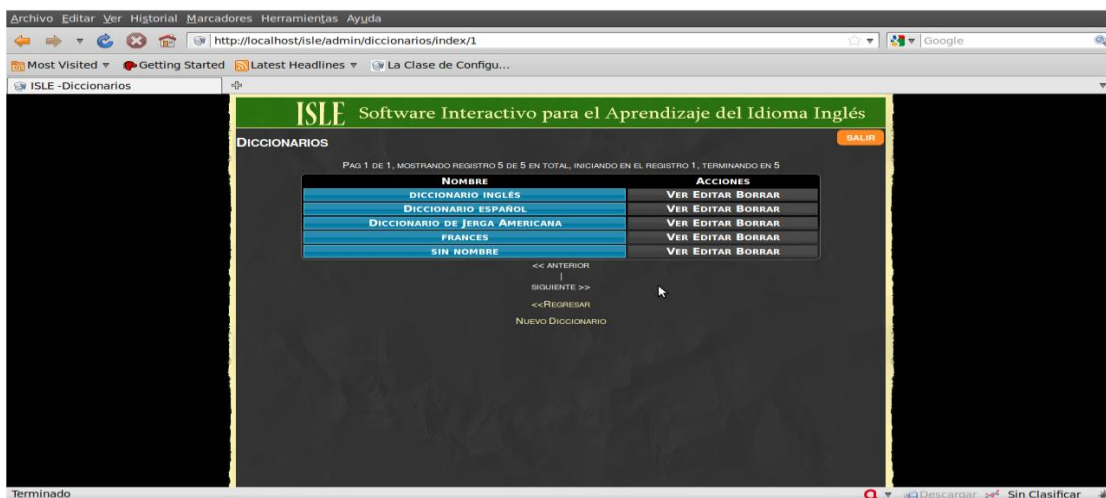 Archivo Editar Ver Historial Marcadores Herramientas Ayuda
http://localhost/isle/admin/diccionarios/index/1
Google
Most Visited Getting Started Latest Headlines La Clase de Configu...
ISLE -Diccionarios
ISLE Software Interactivo para el Aprendizaje del Idioma Inglés
DICCIONARIOS
SALIR
PAG 1 DE 1, MOSTRANDO REGISTRO 5 DE 5 EN TOTAL, INICIANDO EN EL REGISTRO 1, TERMINANDO EN 5
NOMBRE ACCIONES
DICCIONARIO INGLÉS VER EDITAR BORRAR
DICCIONARIO ESPAÑOL VER EDITAR BORRAR
DICCIONARIO DE JERGA AMERICANA VER EDITAR BORRAR
FRANCES VER EDITAR BORRAR
SIN NOMBRE VER EDITAR BORRAR
<< ANTERIOR
|
SIGUIENTE >>
<<REGRESAR
NUEVO DICCIONARIO
Terminado
Descargar Sin Clasificar